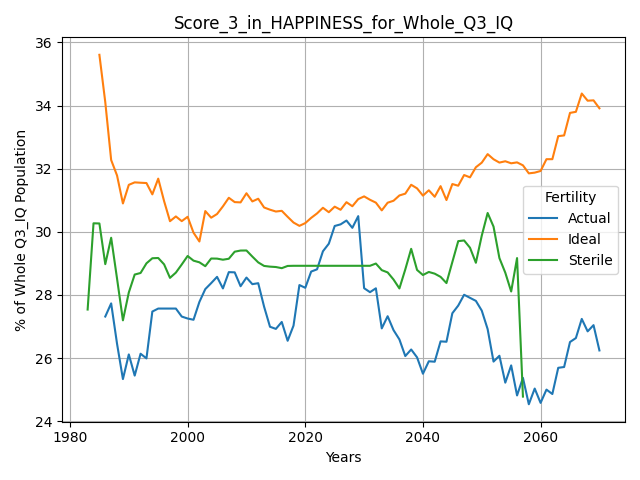 Score_3_in_HAPPINESS_for_Whole_Q3_IQ
% of Whole Q3_IQ Population
36
34
32
30
28
26
24
Fertility
Actual
Ideal
Sterile
1980 2000 2020 2040 2060
Years